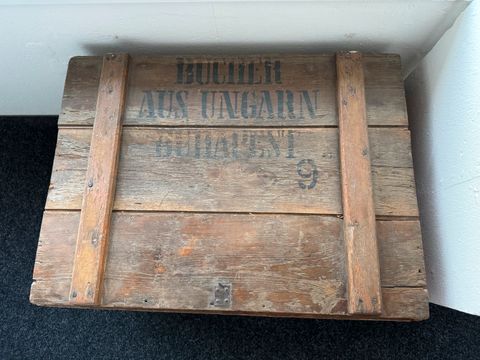 BUCHER
AUS UNGARN
BUDAPEST
9